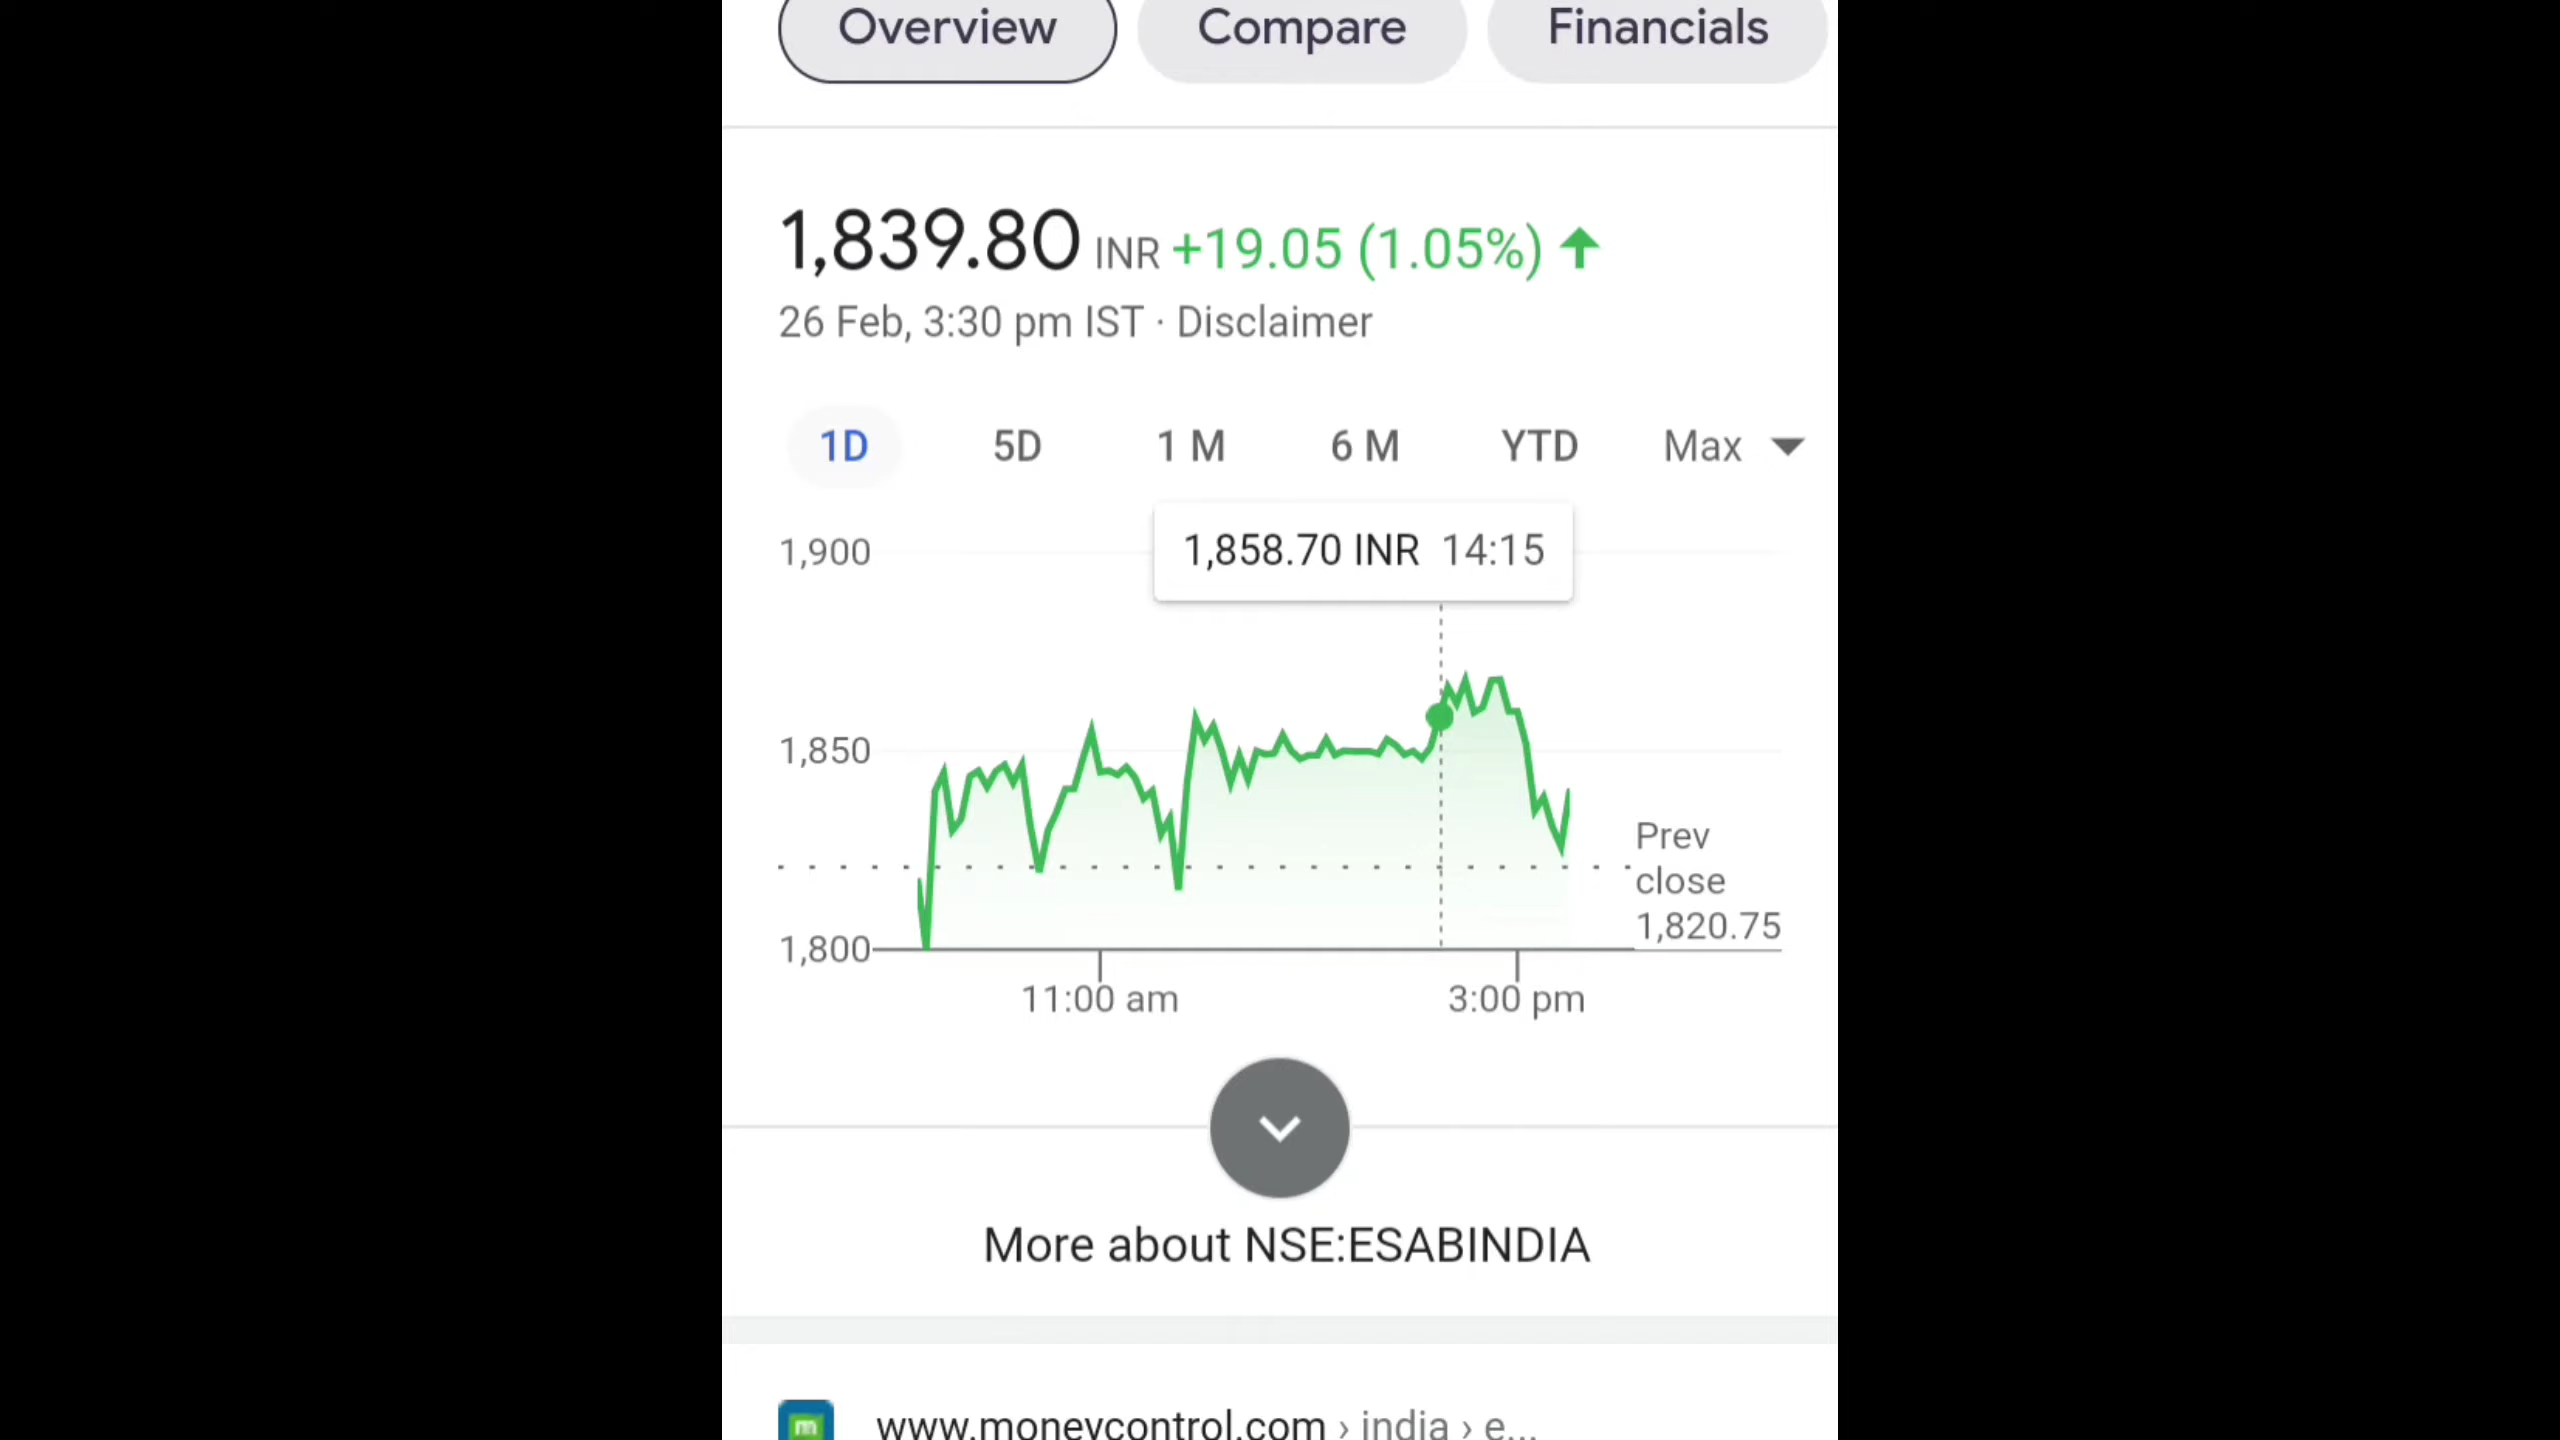 Overview Compare Financials
1,839.80 INR +19.05 (1.05%)
26 Feb, 3:30 pm IST · Disclaimer
1D 5D 1 M 6 M YTD Max
1,858.70 INR 14:15
1,900
1,850
1,800
Prev
close
1,820.75
11:00 am 3:00 pm
More about NSE:ESABINDIA
m
www.moneycontrol.com › india › e...